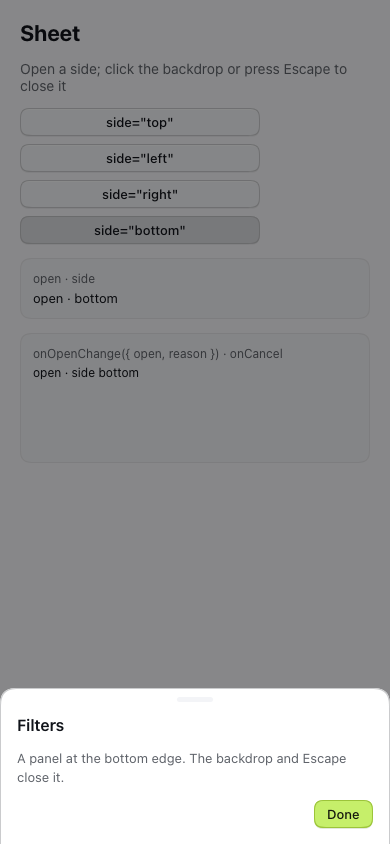 Sheet
Open a side; click the backdrop or press Escape to
close it
side="top"
side="left"
side="right"
side="bottom"
open · side
open · bottom
onOpenChange({ open, reason }) · onCancel
open · side bottom
Filters
A panel at the bottom edge. The backdrop and Escape
close it.
Done